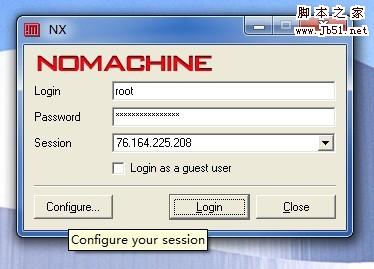 NX
脚本之家
www.jb51.net
NOMACHINE
Login
root
Password
×××××××××××××××
Session
76.164.225.208
Login as a guest user
Configure...
Login
Close
Configure your session